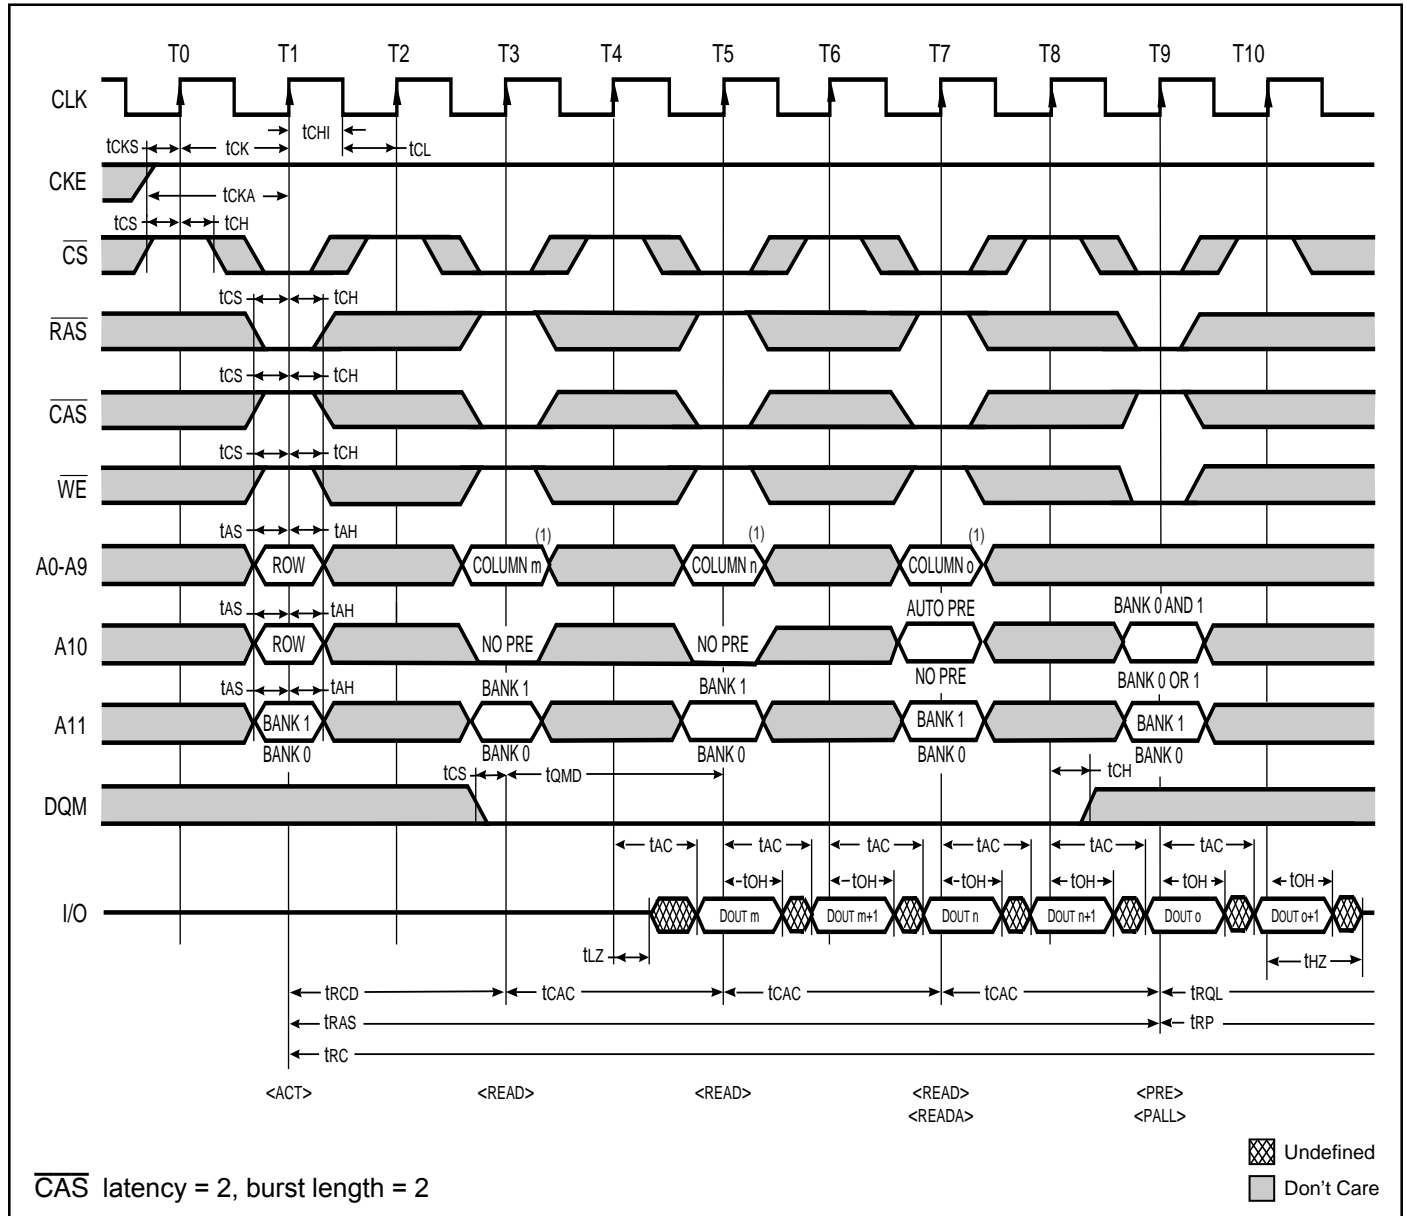 T0 T1 T2 T3 T4 T5 T6 T7 T8 T9 T10
CLK
tCHI
tCKS tCK tCL
CKE
tCKA
tCS tCH
CS
tCS tCH
RAS
tCS tCH
CAS
tCS tCH
WE
tAS tAH (1) (1) (1)
A0-A9 ROW COLUMN m COLUMN n COLUMN o
tAS tAH AUTO PRE BANK 0 AND 1
A10 ROW NO PRE NO PRE
NO PRE BANK 0 OR 1
tAS tAH BANK 1 BANK 1
A11 BANK 1 BANK 1 BANK 1
BANK 0 BANK 0 BANK 0 BANK 0 BANK 0
tCS tQMD tCH
DQM
tAC tAC tAC tAC tAC tAC
tOH tOH tOH tOH tOH tOH
I/O DOUT m DOUT m+1 DOUT n DOUT n+1 DOUT o DOUT o+1
tLZ tHZ
tRCD tCAC tCAC tCAC tRQL
tRAS tRP
tRC
<ACT> <READ> <READ> <READ> <PRE>
<READA> <PALL>
Undefined
Don't Care
CAS latency = 2, burst length = 2